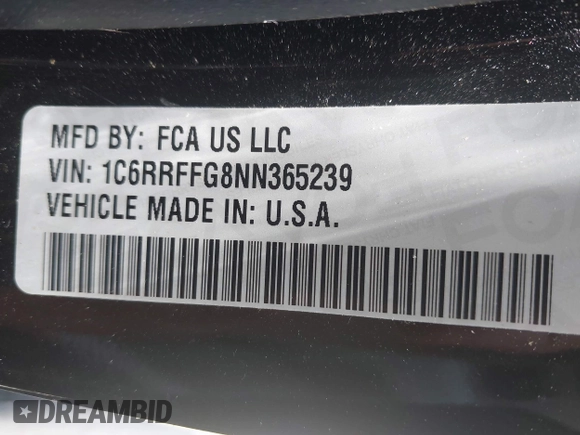 MFD BY: FCA US LLC
VIN: 1C6RRFFG8NN365239
VEHICLE MADE IN: U.S.A.
DREAMBID